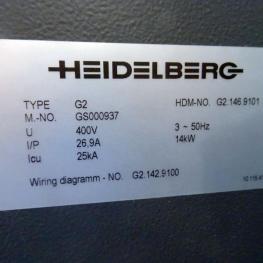 HEIDELBERG
TYPE G2 HDM-NO. G2.146.9101
M.-NO. GS000937
U 400V 3 ~ 50Hz
I/P 26,9A 14kW
Icu 25kA
Wiring diagramm - NO. G2.142.9100